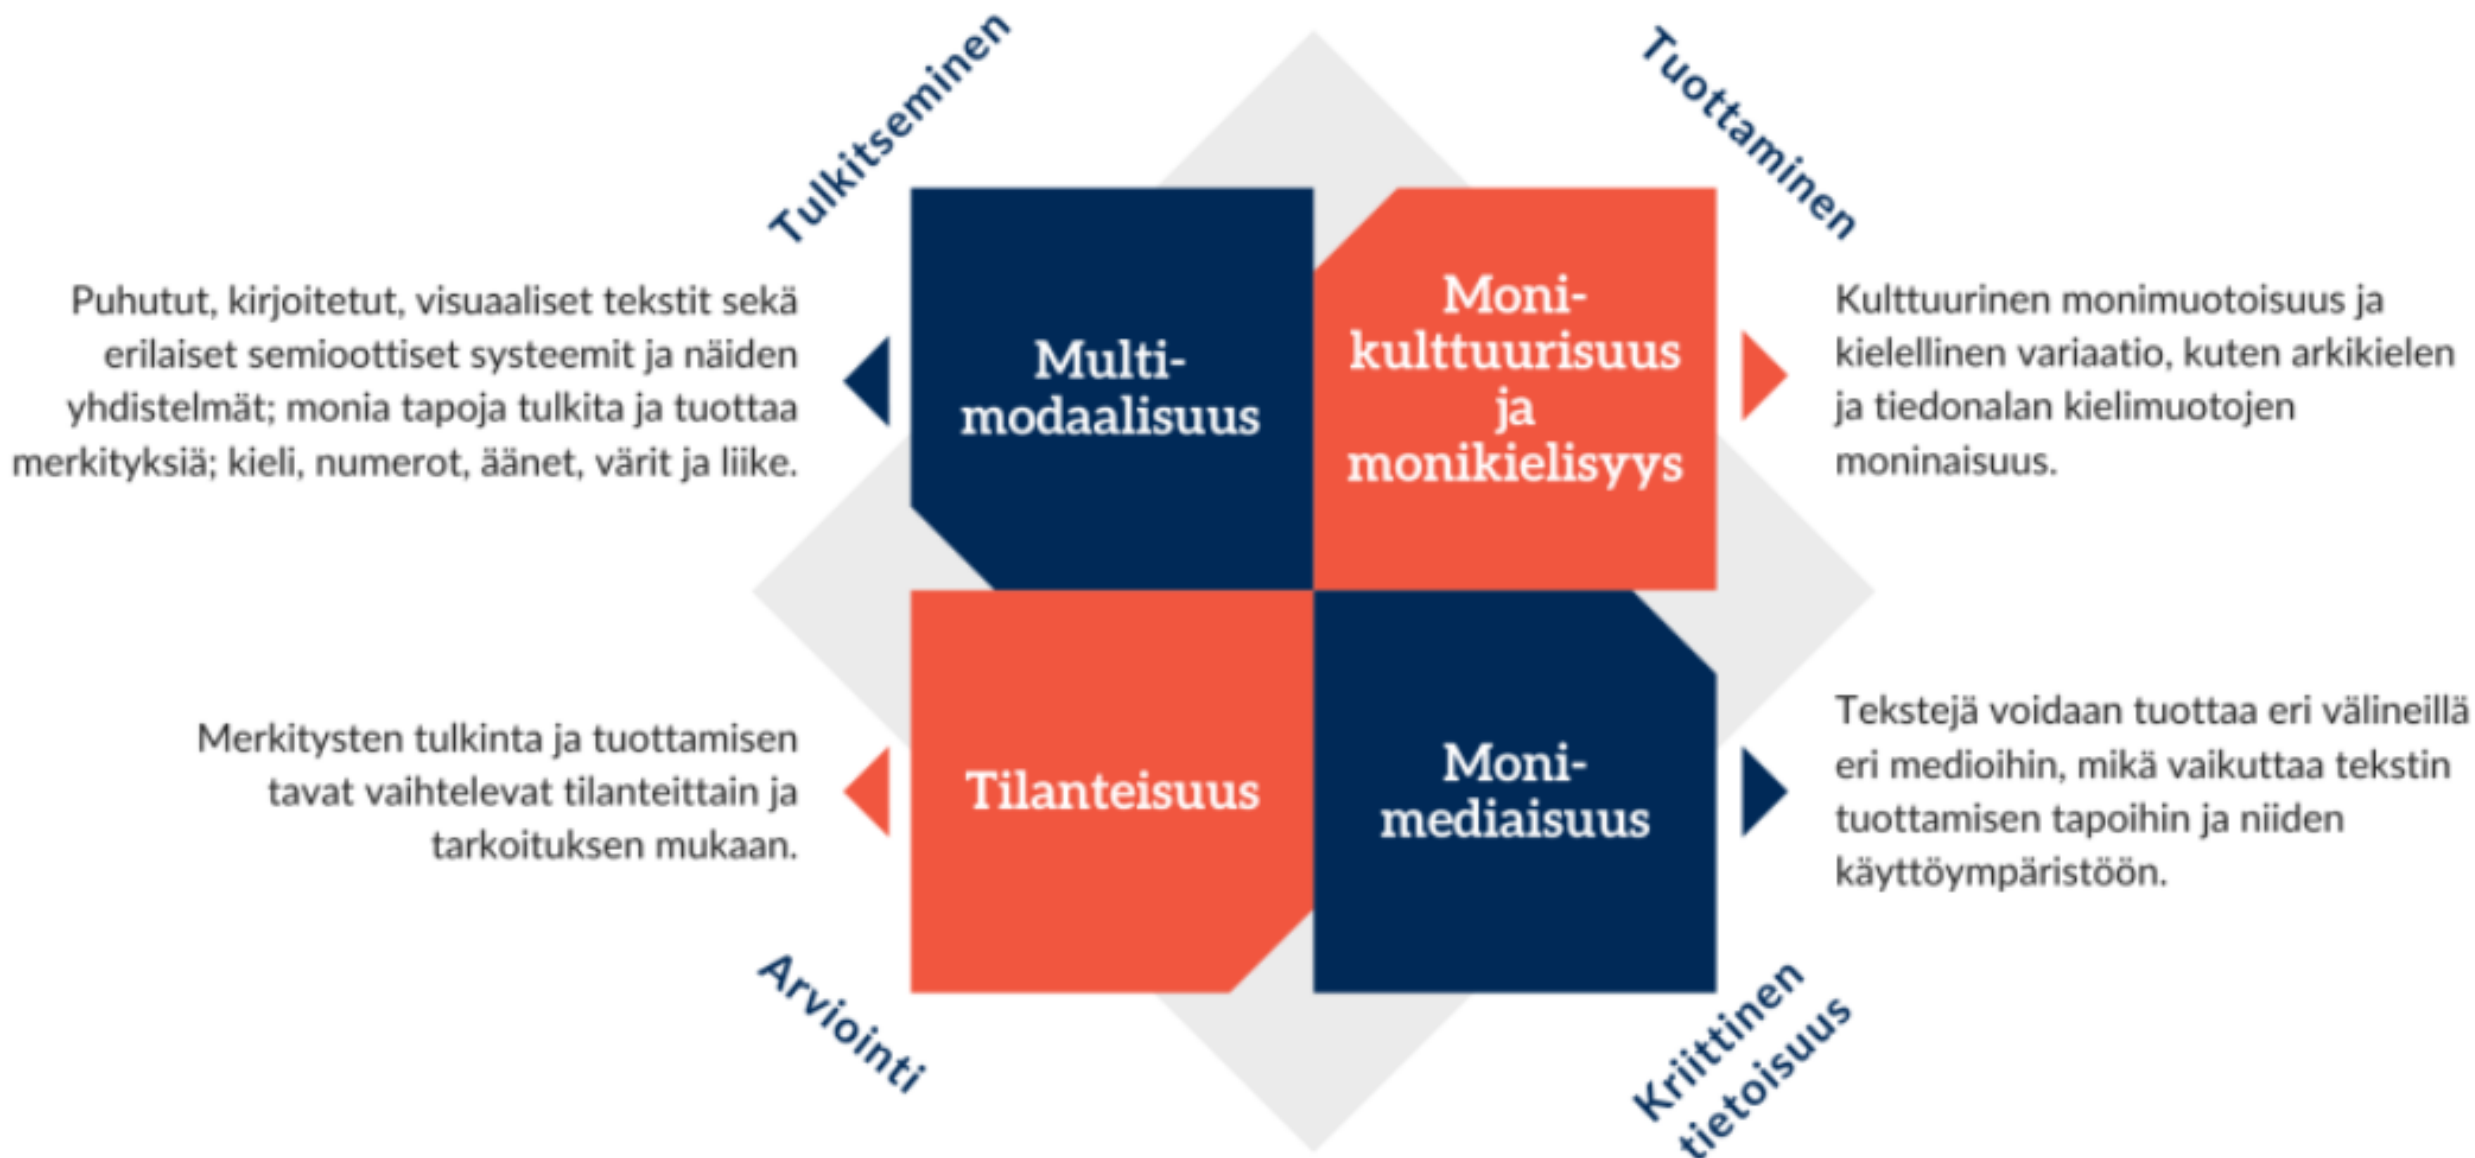 Tulkitseminen
Tuottaminen
Puhutut, kirjoitetut, visuaaliset tekstit sekä
erilaiset semioottiset systeemit ja näiden
yhdistelmät; monia tapoja tulkita ja tuottaa
merkityksiä; kieli, numerot, äänet, värit ja liike.
Multi-
modaalisuus
Moni-
kulttuurisuus
ja
monikielisyys
Kulttuurinen monimuotoisuus ja
kielellinen variaatio, kuten arkikielen
ja tiedonalan kielimuotojen
moninaisuus.
Merkitysten tulkinta ja tuottamisen
tavat vaihtelevat tilanteittain ja
tarkoituksen mukaan.
Tilanteisuus
Moni-
mediaisuus
Tekstejä voidaan tuottaa eri välineillä
eri medioihin, mikä vaikuttaa tekstin
tuottamisen tapoihin ja niiden
käyttöympäristöön.
Arviointi
Kriittinen
tietoisuus